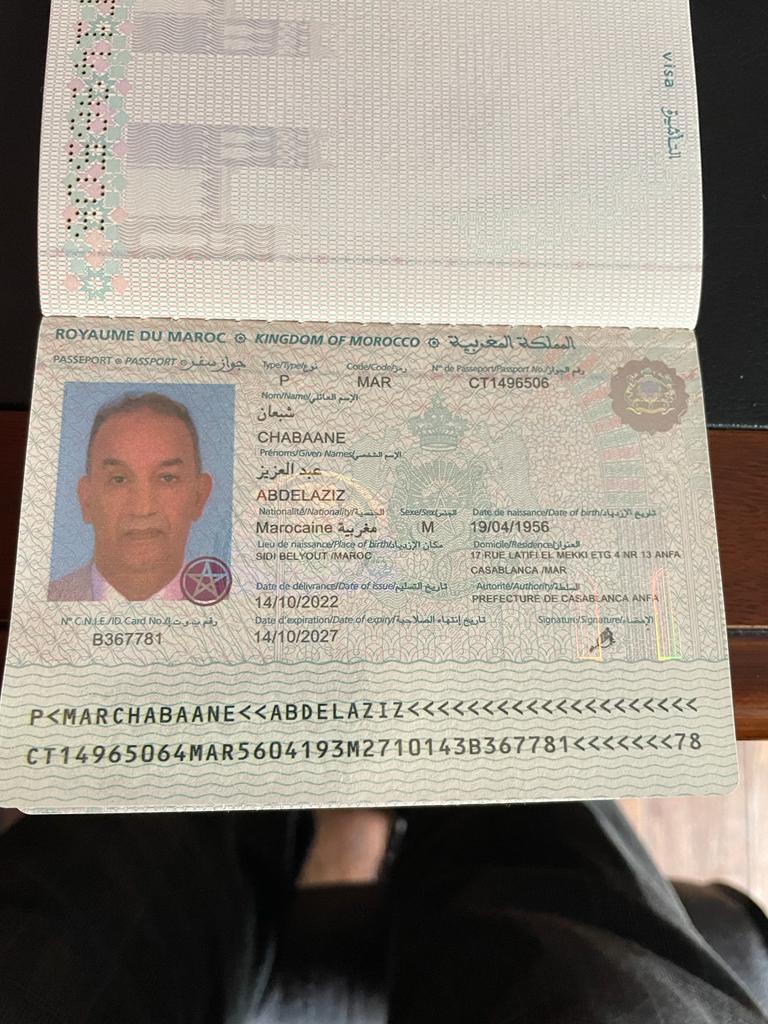 visa التأشيرة
ROYAUME DU MAROC KINGDOM OF MOROCCO المملكة المغربية
PASSEPORT PASSPORT جواز سفر
Type/Type/نوع Code/Code/رمز N° de Passeport/Passport No./رقم الجواز
P MAR CT1496506
Nom/Name/الإسم العائلي
شبعان
CHABAANE
Prénoms/Given Names/الإسم الشخصي
عبد العزيز
ABDELAZIZ
Nationalité/Nationality/الجنسية Sexe/Sex/الجنس Date de naissance/Date of birth/تاريخ الإزدياد
Marocaine مغربية M 19/04/1956
Lieu de naissance/Place of birth/مكان الإزدياد Domicile/Residence/العنوان
SIDI BELYOUT /MAROC 17 RUE LATIFI EL MEKKI ETG 4 NR 13 ANFA
CASABLANCA /MAR
Date de délivrance/Date of issue/تاريخ التسليم Autorité/Authority/السلطة
14/10/2022 PREFECTURE DE CASABLANCA ANFA
N° C.N.I.E./ID. Card No./رقم ب.و.ت Date d'expiration/Date of expiry/تاريخ إنتهاء الصلاحية Signature/Signature/الإمضاء
B367781 14/10/2027
P<MARCHABAANE<<ABDELAZIZ<<<<<<<<<<<<<<<<<<<<
CT14965064MAR5604193M2710143B367781<<<<<<<78